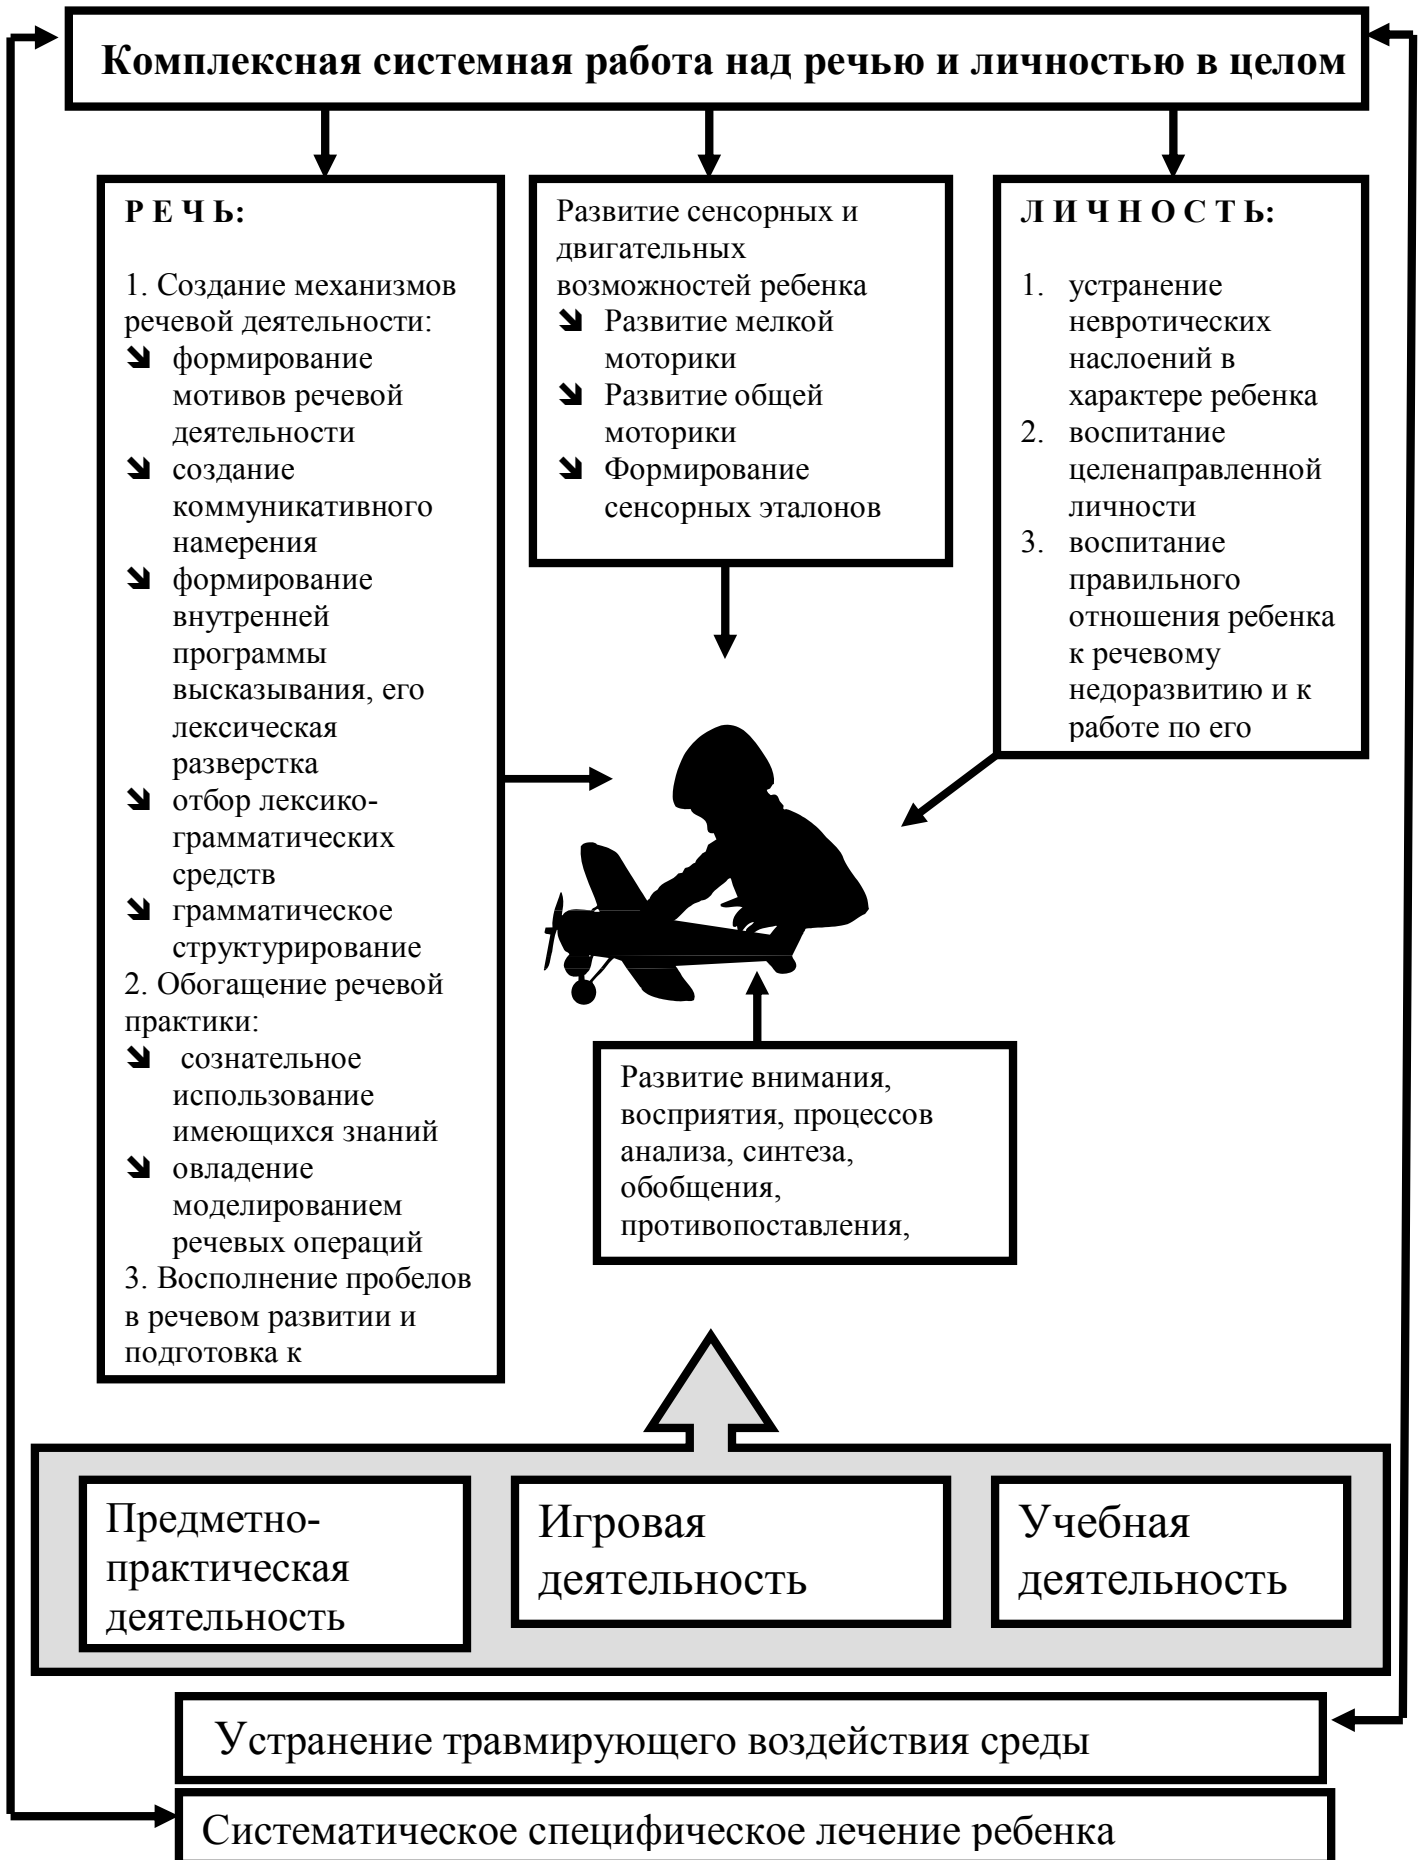 Комплексная системная работа над речью и личностью в целом
Р Е Ч Ь:
1. Создание механизмов
речевой деятельности:
формирование
мотивов речевой
деятельности
создание
коммуникативного
намерения
формирование
внутренней
программы
высказывания, его
лексическая
разверстка
отбор лексико-
грамматических
средств
грамматическое
структурирование
2. Обогащение речевой
практики:
сознательное
использование
имеющихся знаний
овладение
моделированием
речевых операций
3. Восполнение пробелов
в речевом развитии и
подготовка к
Развитие сенсорных и
двигательных
возможностей ребенка
Развитие мелкой
моторики
Развитие общей
моторики
Формирование
сенсорных эталонов
Л И Ч Н О С Т Ь:
1. устранение
невротических
наслоений в
характере ребенка
2. воспитание
целенаправленной
личности
3. воспитание
правильного
отношения ребенка
к речевому
недоразвитию и к
работе по его
Развитие внимания,
восприятия, процессов
анализа, синтеза,
обобщения,
противопоставления,
Предметно-
практическая
деятельность
Игровая
деятельность
Учебная
деятельность
Устранение травмирующего воздействия среды
Систематическое специфическое лечение ребенка